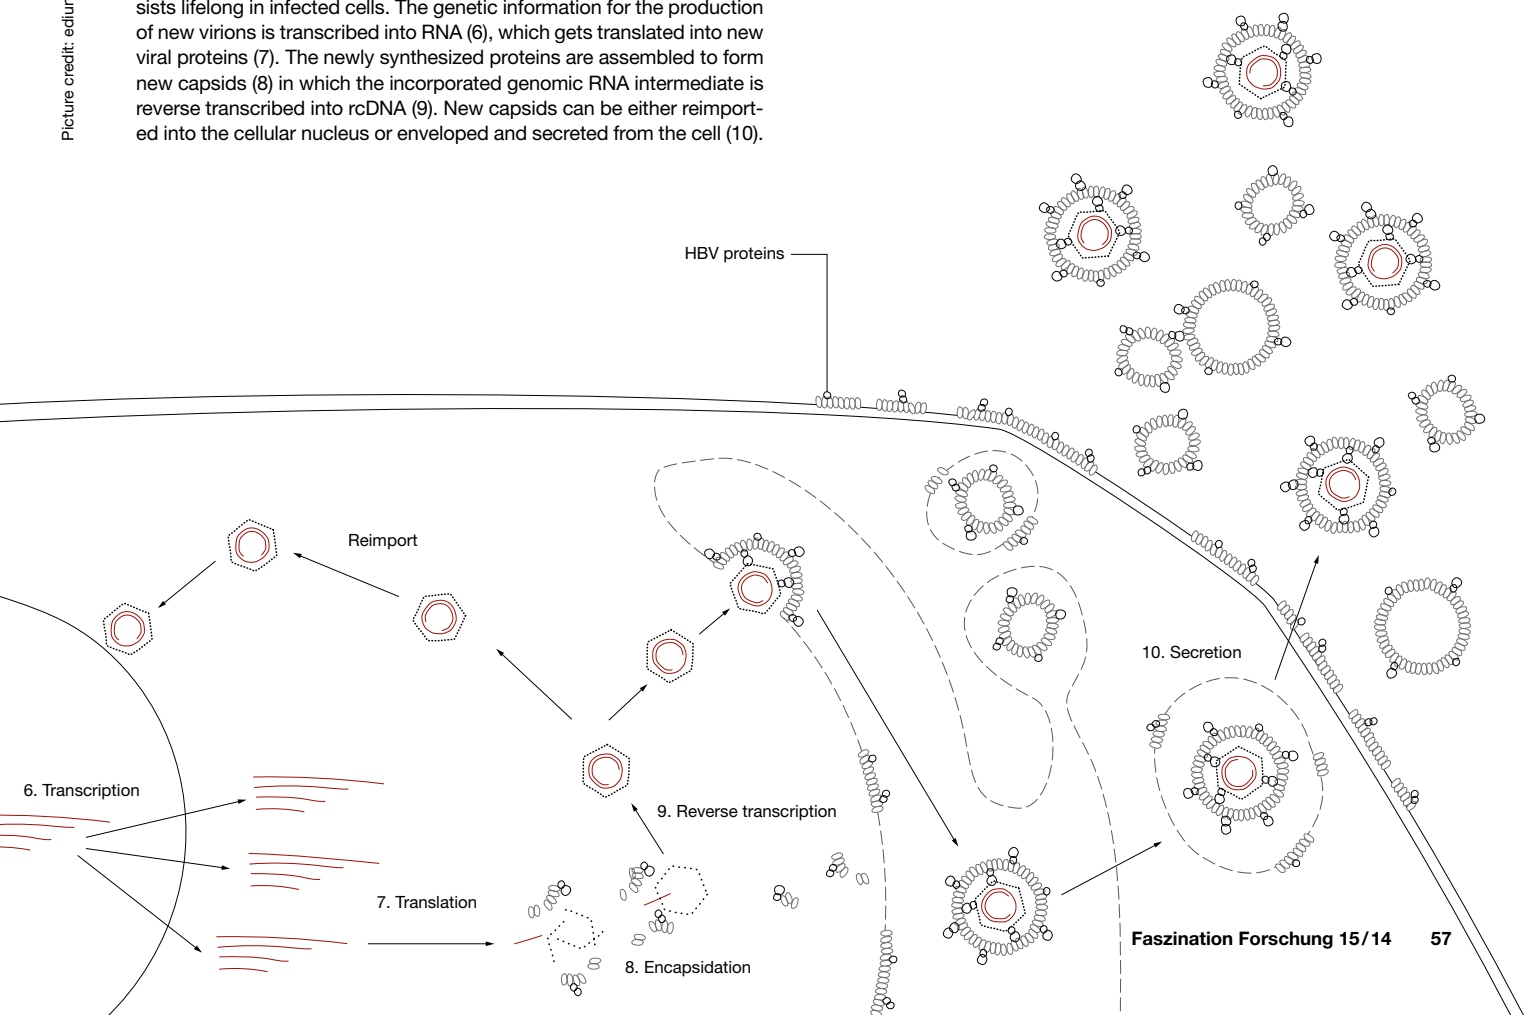 Picture credit: ediun
sists lifelong in infected cells. The genetic information for the production
of new virions is transcribed into RNA (6), which gets translated into new
viral proteins (7). The newly synthesized proteins are assembled to form
new capsids (8) in which the incorporated genomic RNA intermediate is
reverse transcribed into rcDNA (9). New capsids can be either reimport-
ed into the cellular nucleus or enveloped and secreted from the cell (10).
HBV proteins
Reimport
10. Secretion
6. Transcription
9. Reverse transcription
7. Translation
8. Encapsidation
Faszination Forschung 15/14 57